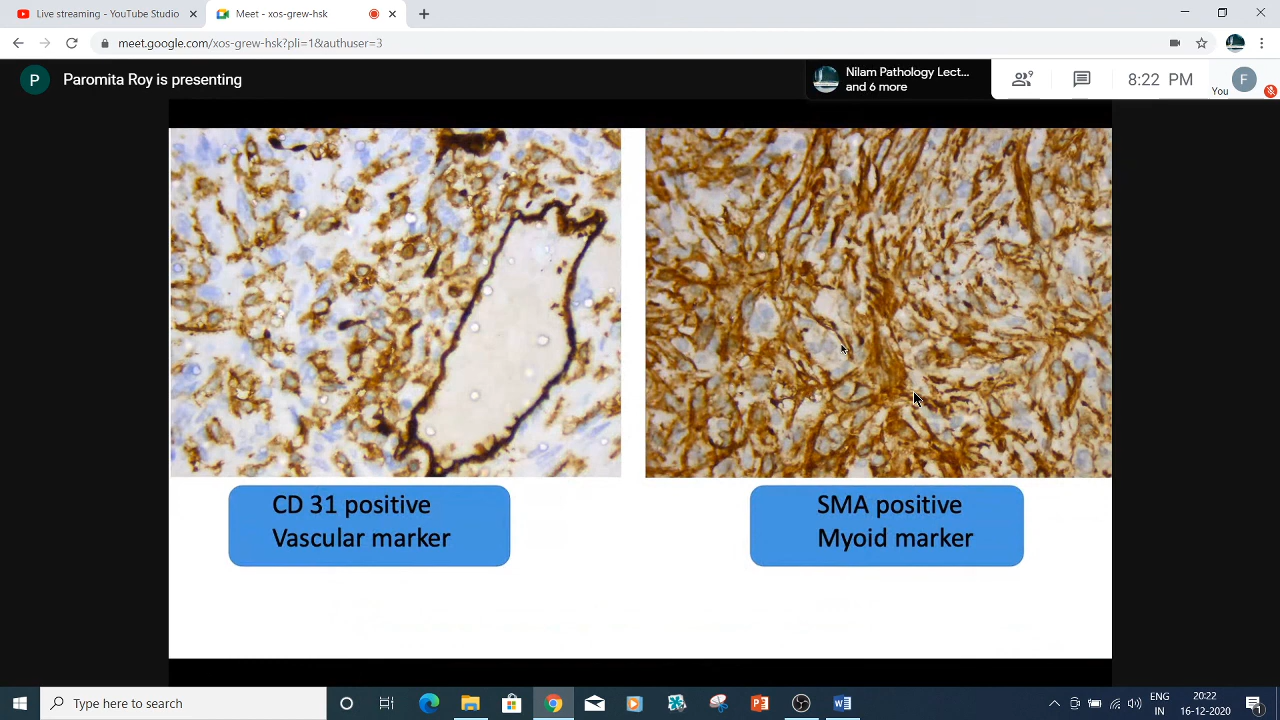 Live streaming - YouTube Studio
Meet - xos-grew-hsk
meet.google.com/xos-grew-hsk?pli=1&authuser=3
P
Paromita Roy is presenting
Nilam Pathology Lect...
and 6 more
9
8:22 PM
You
F
CD 31 positive
Vascular marker
SMA positive
Myoid marker
Type here to search
ENG
IN
20:22
16-12-2020
1